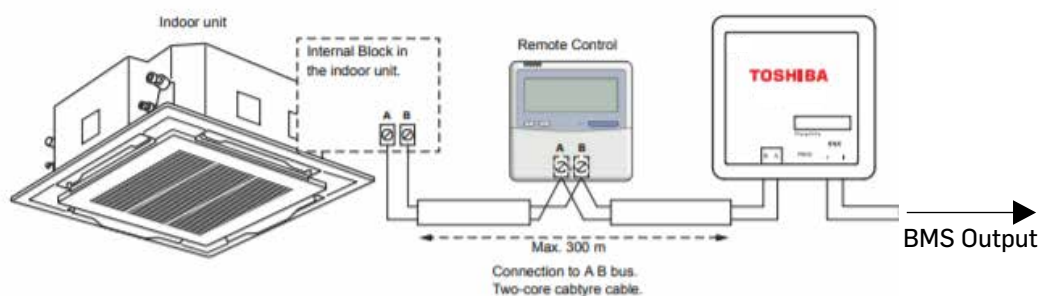 Indoor unit
Internal Block in
the indoor unit.
A B
Remote Control
A B
TOSHIBA
B A
Max. 300 m
Connection to A B bus.
Two-core cabtyre cable.
BMS Output